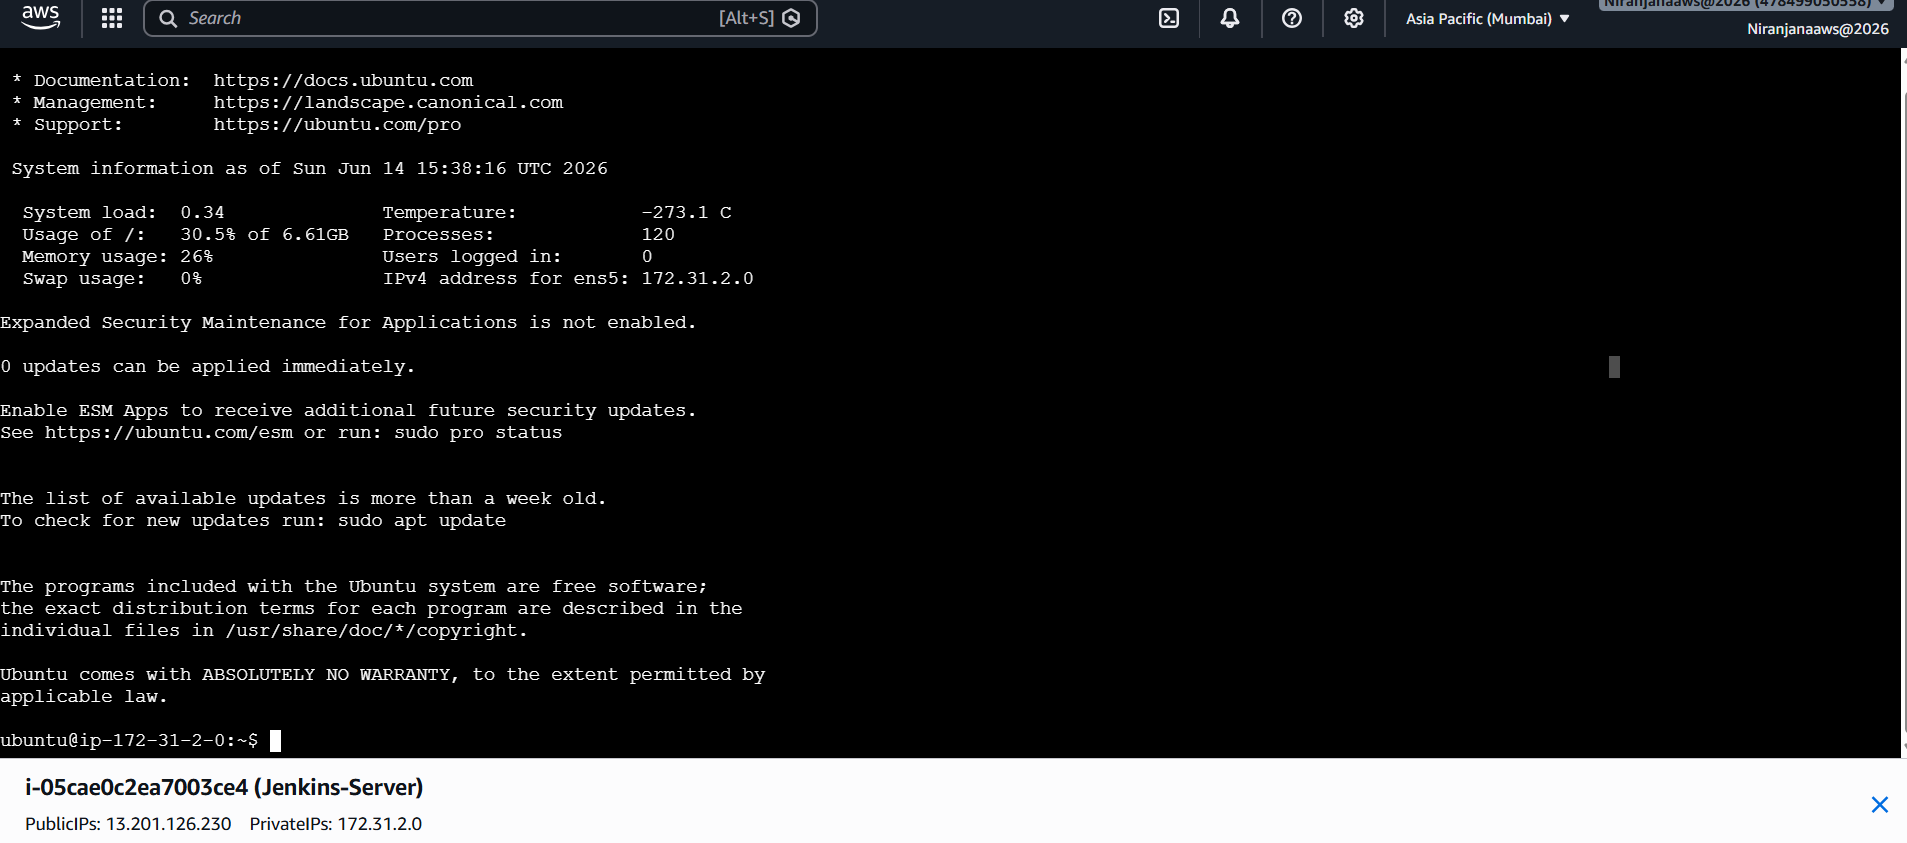 aws
Search [Alt+S]
Asia Pacific (Mumbai) ▼
Niranjanaaws@2026 (478499050558) ▼
Niranjanaaws@2026
* Documentation:  https://docs.ubuntu.com
* Management:     https://landscape.canonical.com
* Support:        https://ubuntu.com/pro
System information as of Sun Jun 14 15:38:16 UTC 2026
System load:  0.34              Temperature:           -273.1 C
Usage of /:   30.5% of 6.61GB   Processes:             120
Memory usage: 26%               Users logged in:       0
Swap usage:   0%                IPv4 address for ens5: 172.31.2.0
Expanded Security Maintenance for Applications is not enabled.
0 updates can be applied immediately.
Enable ESM Apps to receive additional future security updates.
See https://ubuntu.com/esm or run: sudo pro status
The list of available updates is more than a week old.
To check for new updates run: sudo apt update
The programs included with the Ubuntu system are free software;
the exact distribution terms for each program are described in the
individual files in /usr/share/doc/*/copyright.
Ubuntu comes with ABSOLUTELY NO WARRANTY, to the extent permitted by
applicable law.
ubuntu@ip-172-31-2-0:~$
i-05cae0c2ea7003ce4 (Jenkins-Server)
PublicIPs: 13.201.126.230 PrivateIPs: 172.31.2.0